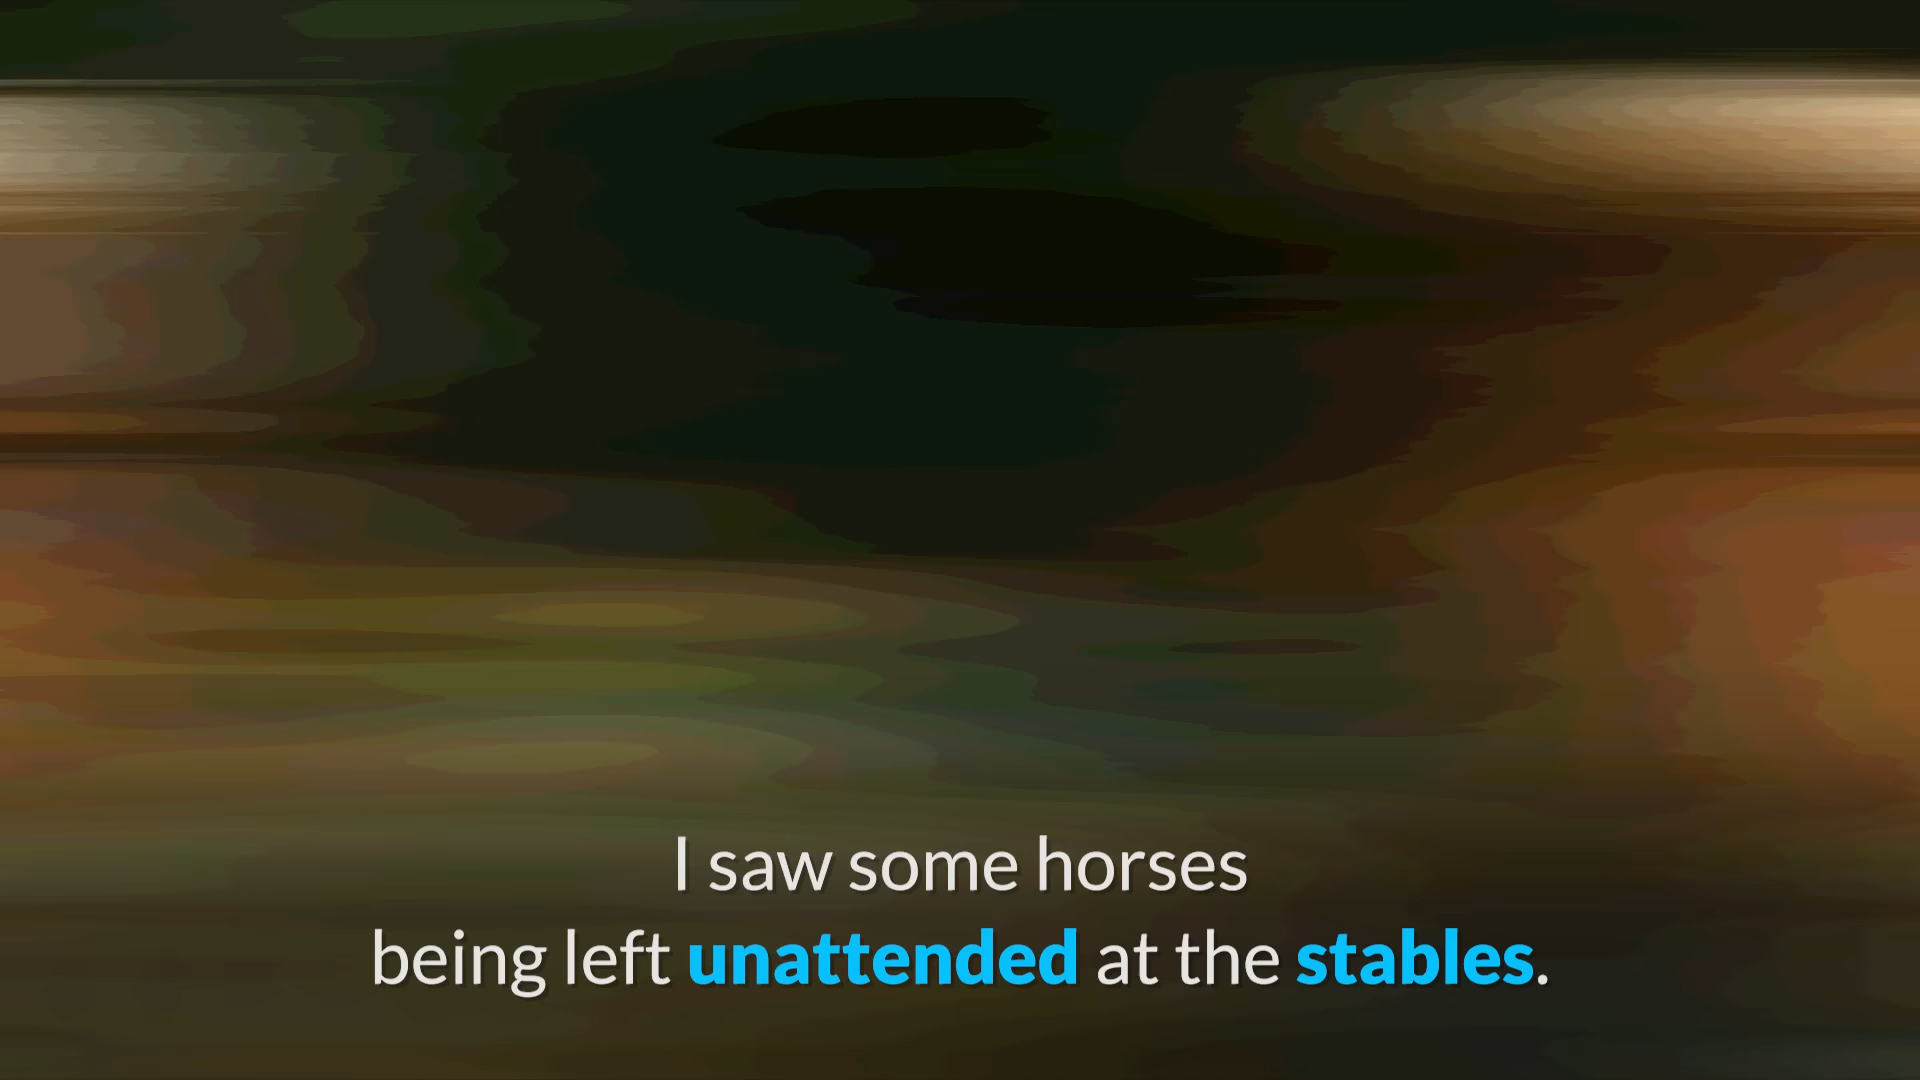 I saw some horses
being left unattended at the stables.